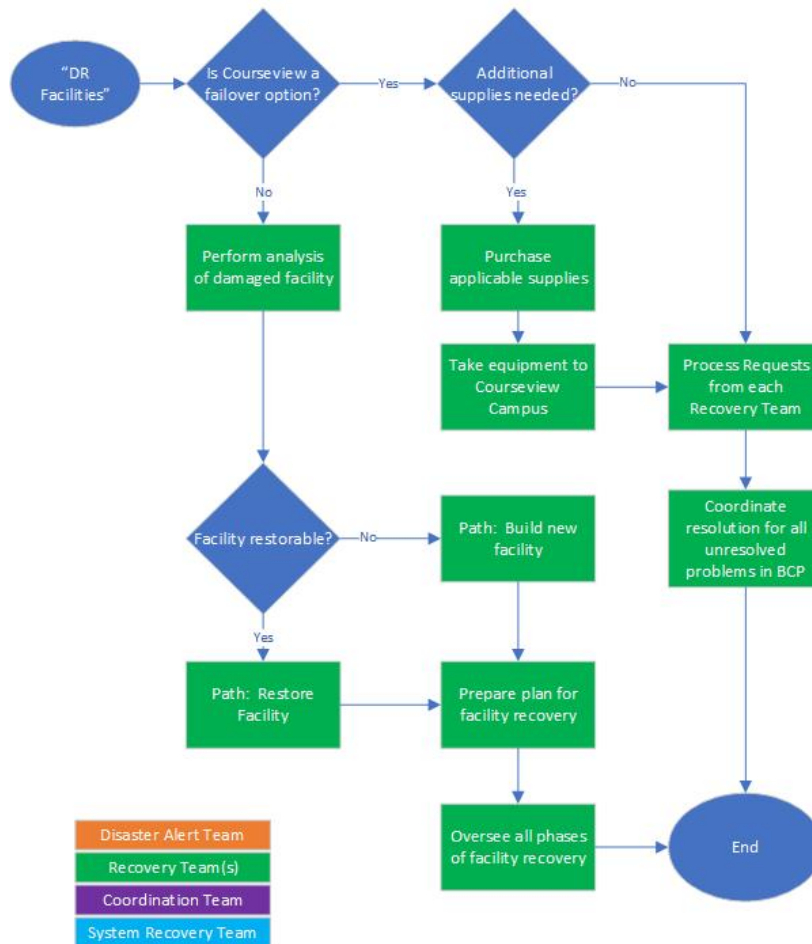 “DR
Facilities”
Is Courseview a
failover option?
Yes
Additional
supplies needed?
No
No
Yes
Perform analysis
of damaged facility
Purchase
applicable supplies
Take equipment to
Courseview
Campus
Process Requests
from each
Recovery Team
Facility restorable?
No
Path: Build new
facility
Coordinate
resolution for all
unresolved
problems in BCP
Yes
Path: Restore
Facility
Prepare plan for
facility recovery
Oversee all phases
of facility recovery
End
Disaster Alert Team
Recovery Team(s)
Coordination Team
System Recovery Team